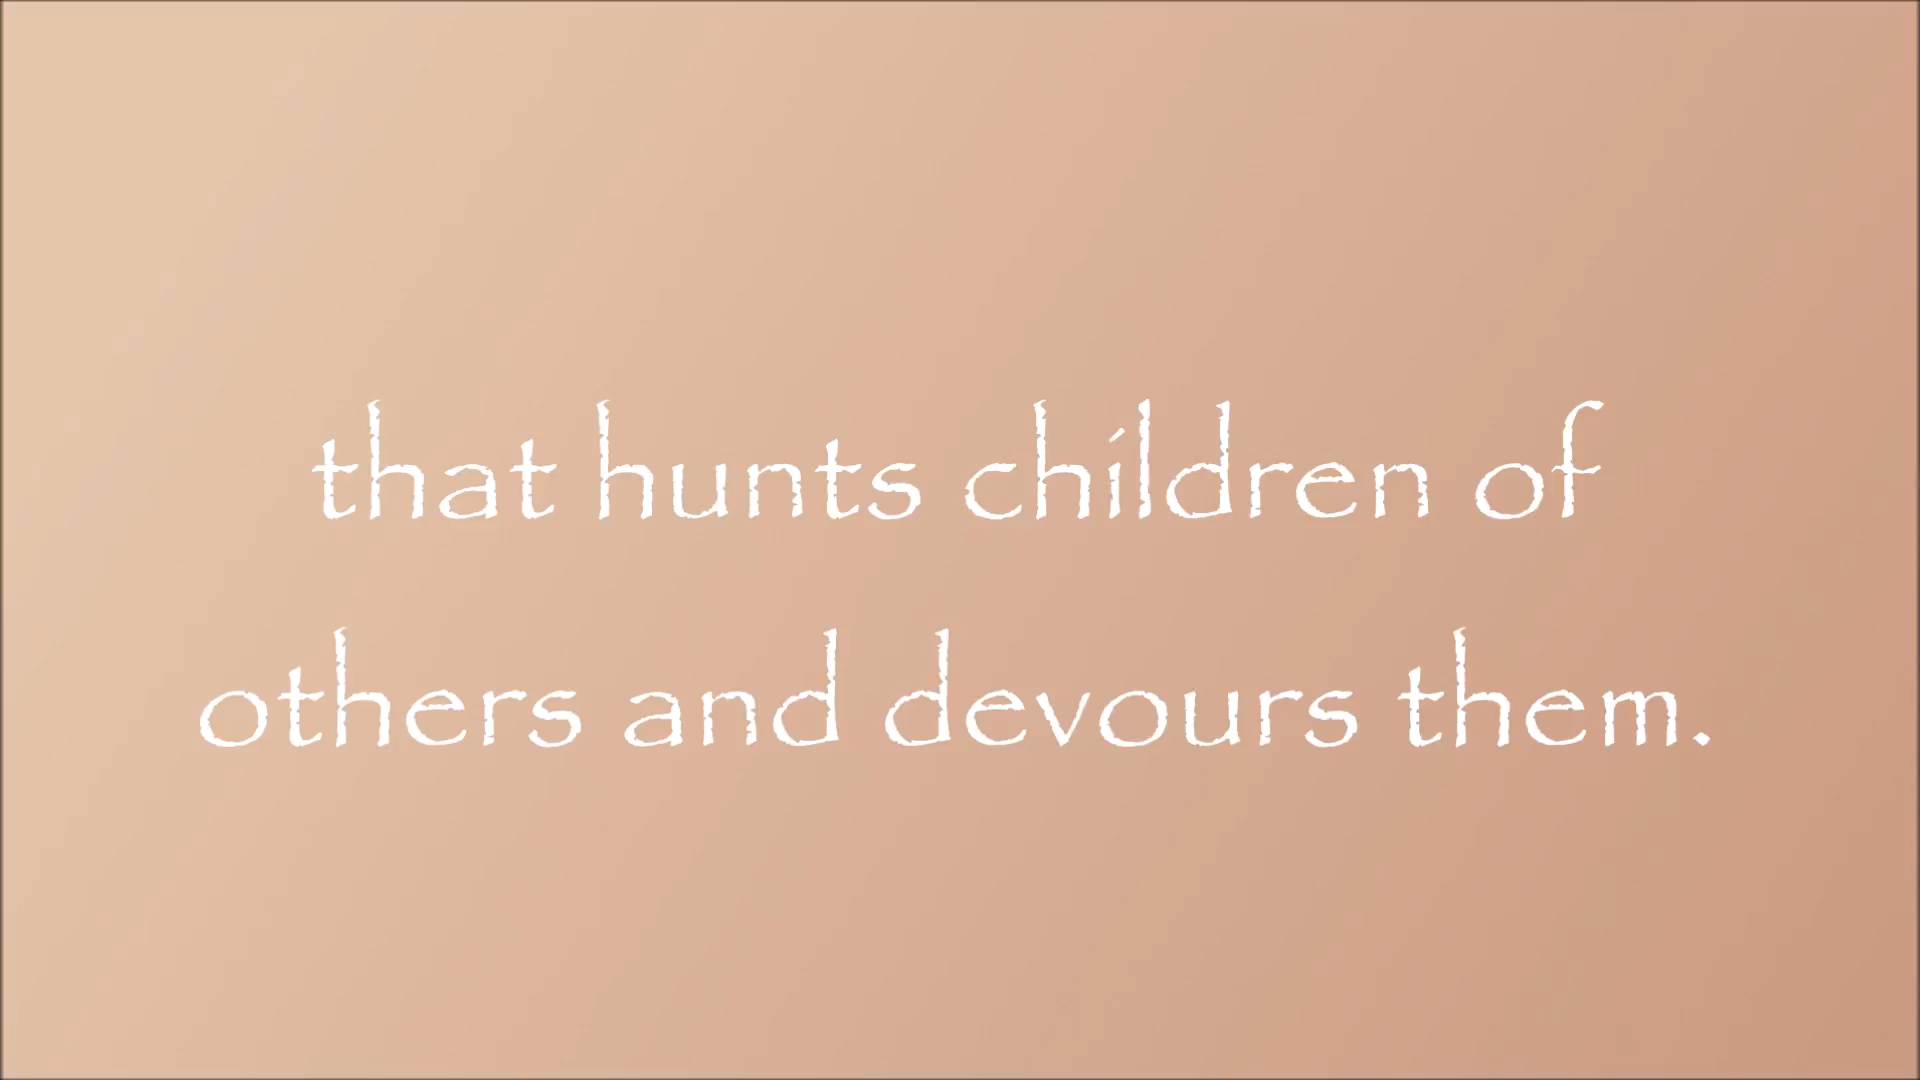 that hunts children of
others and devours them.